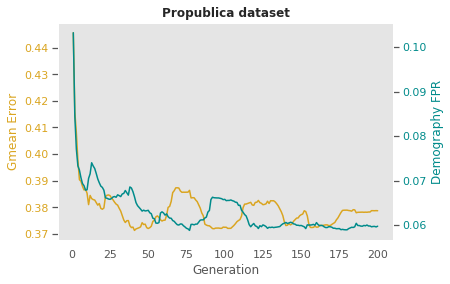 Propublica dataset
Gmean Error
0.44
0.43
0.42
0.41
0.40
0.39
0.38
0.37
0.10
0.09
0.08
0.07
0.06
Demography FPR
0 25 50 75 100 125 150 175 200
Generation